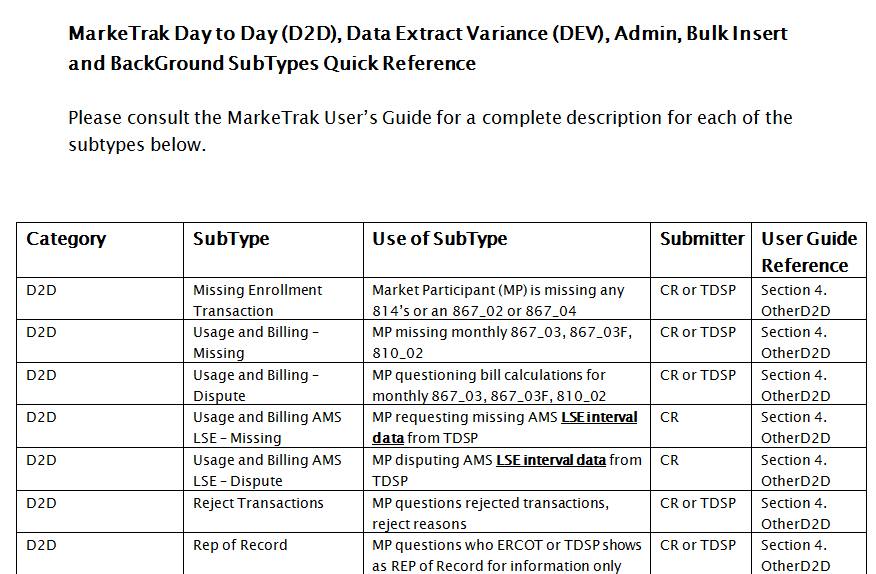 MarkeTrak Day to Day (D2D), Data Extract Variance (DEV), Admin, Bulk Insert
and BackGround SubTypes Quick Reference
Please consult the MarkeTrak User's Guide for a complete description for each of the
subtypes below.
Category SubType Use of SubType Submitter User Guide
Reference
D2D Missing Enrollment Market Participant (MP) is missing any CR or TDSP Section 4.
Transaction 814's or an 867_02 or 867_04 OtherD2D
D2D Usage and Billing – MP missing monthly 867_03, 867_03F, CR or TDSP Section 4.
Missing 810_02 OtherD2D
D2D Usage and Billing – MP questioning bill calculations for CR or TDSP Section 4.
Dispute monthly 867_03, 867_03F, 810_02 OtherD2D
D2D Usage and Billing AMS MP requesting missing AMS LSE interval CR Section 4.
LSE – Missing data from TDSP OtherD2D
D2D Usage and Billing AMS MP disputing AMS LSE interval data from CR Section 4.
LSE – Dispute TDSP OtherD2D
D2D Reject Transactions MP questions rejected transactions, CR or TDSP Section 4.
reject reasons OtherD2D
D2D Rep of Record MP questions who ERCOT or TDSP shows CR or TDSP Section 4.
as REP of Record for information only OtherD2D